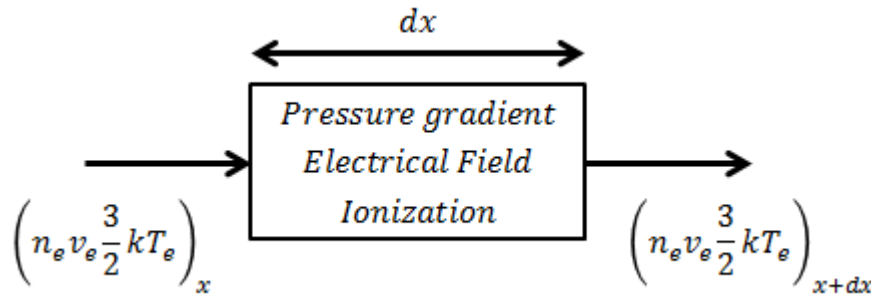 dx
Pressure gradient
Electrical Field
Ionization
(n_e v_e 3/2 kT_e)_x
(n_e v_e 3/2 kT_e)_{x+dx}